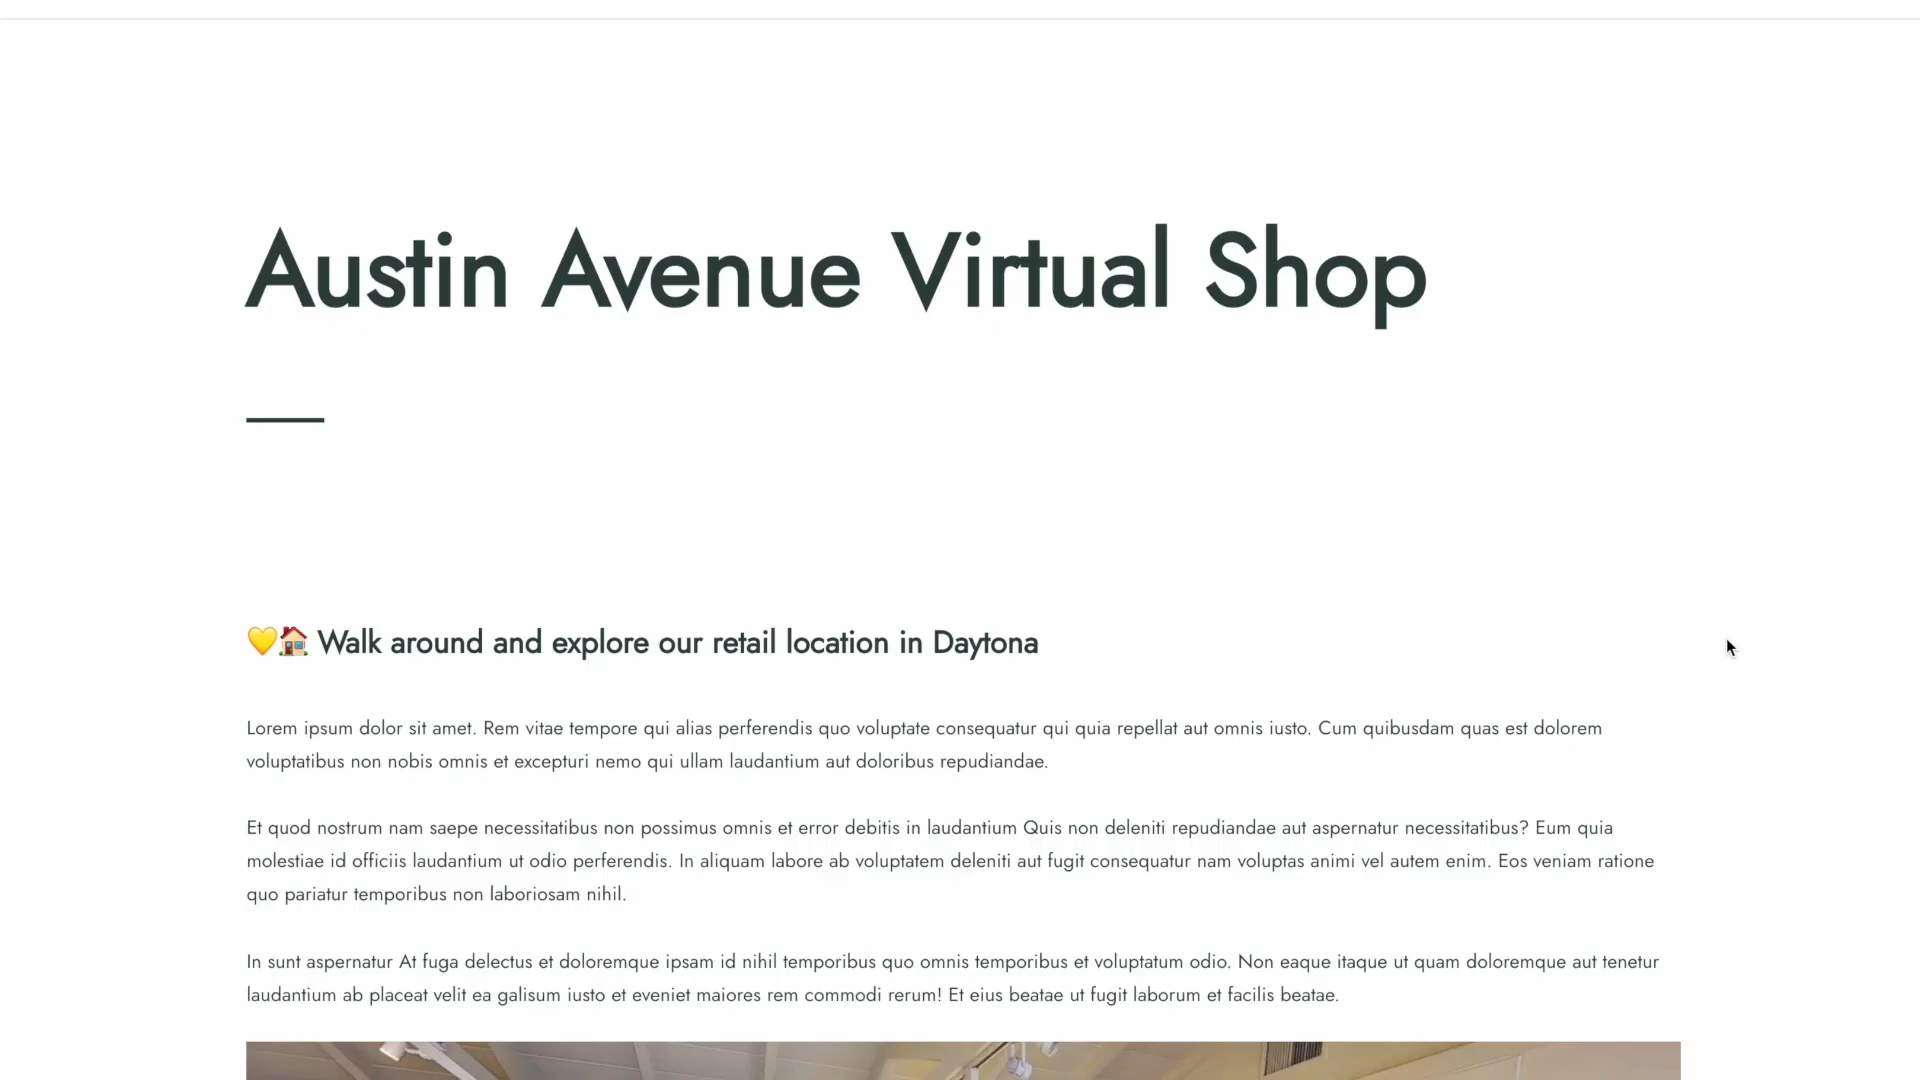 Austin Avenue Virtual Shop
💛🏠 Walk around and explore our retail location in Daytona
Lorem ipsum dolor sit amet. Rem vitae tempore qui alias perferendis quo voluptate consequatur qui quia repellat aut omnis iusto. Cum quibusdam quas est dolorem
voluptatibus non nobis omnis et excepturi nemo qui ullam laudantium aut doloribus repudiandae.
Et quod nostrum nam saepe necessitatibus non possimus omnis et error debitis in laudantium Quis non deleniti repudiandae aut aspernatur necessitatibus? Eum quia
molestiae id officiis laudantium ut odio perferendis. In aliquam labore ab voluptatem deleniti aut fugit consequatur nam voluptas animi vel autem enim. Eos veniam ratione
quo pariatur temporibus non laboriosam nihil.
In sunt aspernatur At fuga delectus et doloremque ipsam id nihil temporibus quo omnis temporibus et voluptatum odio. Non eaque itaque ut quam doloremque aut tenetur
laudantium ab placeat velit ea galisum iusto et eveniet maiores rem commodi rerum! Et eius beatae ut fugit laborum et facilis beatae.